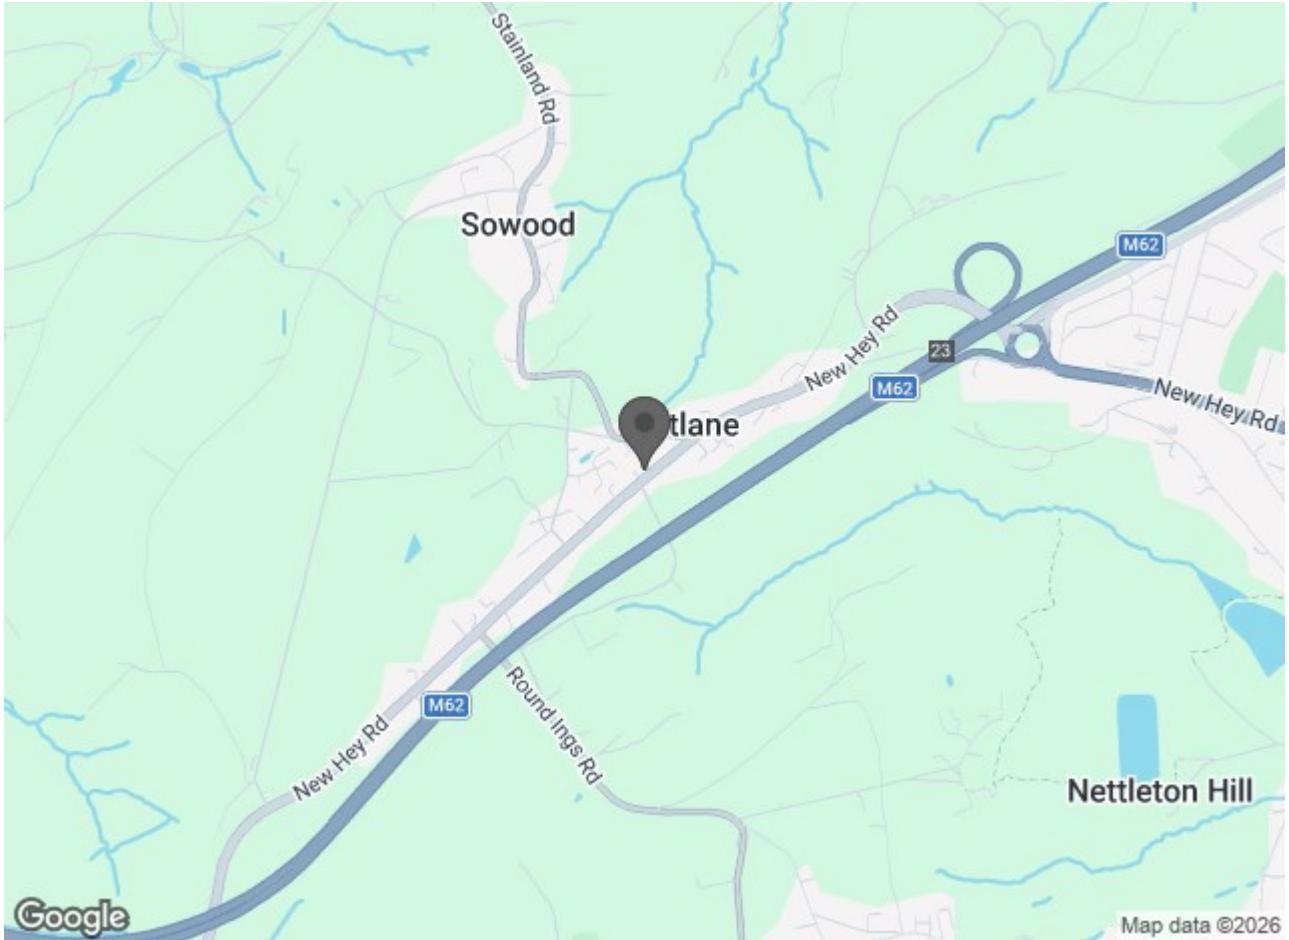 Stainland Rd
Sowood
M62
New Hey Rd
23
M62
New Hey Rd
tlane
M62
Round Ings Rd
New Hey Rd
Nettleton Hill
Google
Map data ©2026